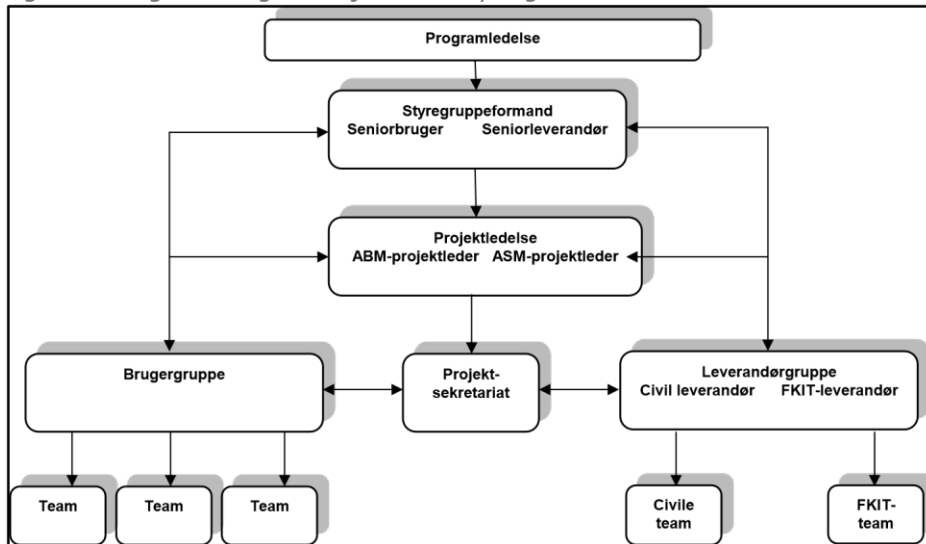 Programledelse
Styregruppeformand
Seniorbruger Seniorleverandør
Projektledelse
ABM-projektleder ASM-projektleder
Brugergruppe
Projekt-
sekretariat
Leverandørgruppe
Civil leverandør FKIT-leverandør
Team
Team
Team
Civile
team
FKIT-
team